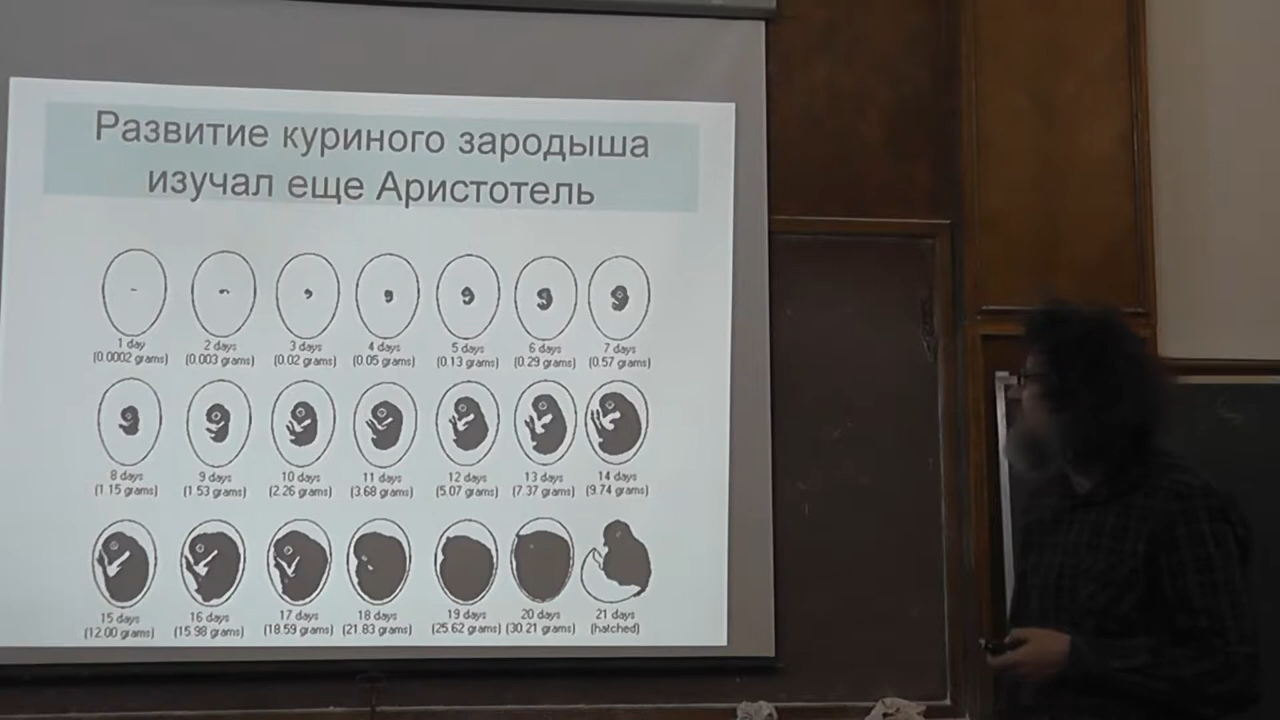 Развитие куриного зародыша
изучал еще Аристотель
1 day 2 days 3 days 4 days 5 days 6 days 7 days
(0.0002 grams) (0.003 grams) (0.02 grams) (0.05 grams) (0.13 grams) (0.29 grams) (0.57 grams)
8 days 9 days 10 days 11 days 12 days 13 days 14 days
(1.15 grams) (1.53 grams) (2.26 grams) (3.68 grams) (5.07 grams) (7.37 grams) (9.74 grams)
15 days 16 days 17 days 18 days 19 days 20 days 21 days
(12.00 grams) (15.98 grams) (18.59 grams) (21.83 grams) (25.62 grams) (30.21 grams) (hatched)